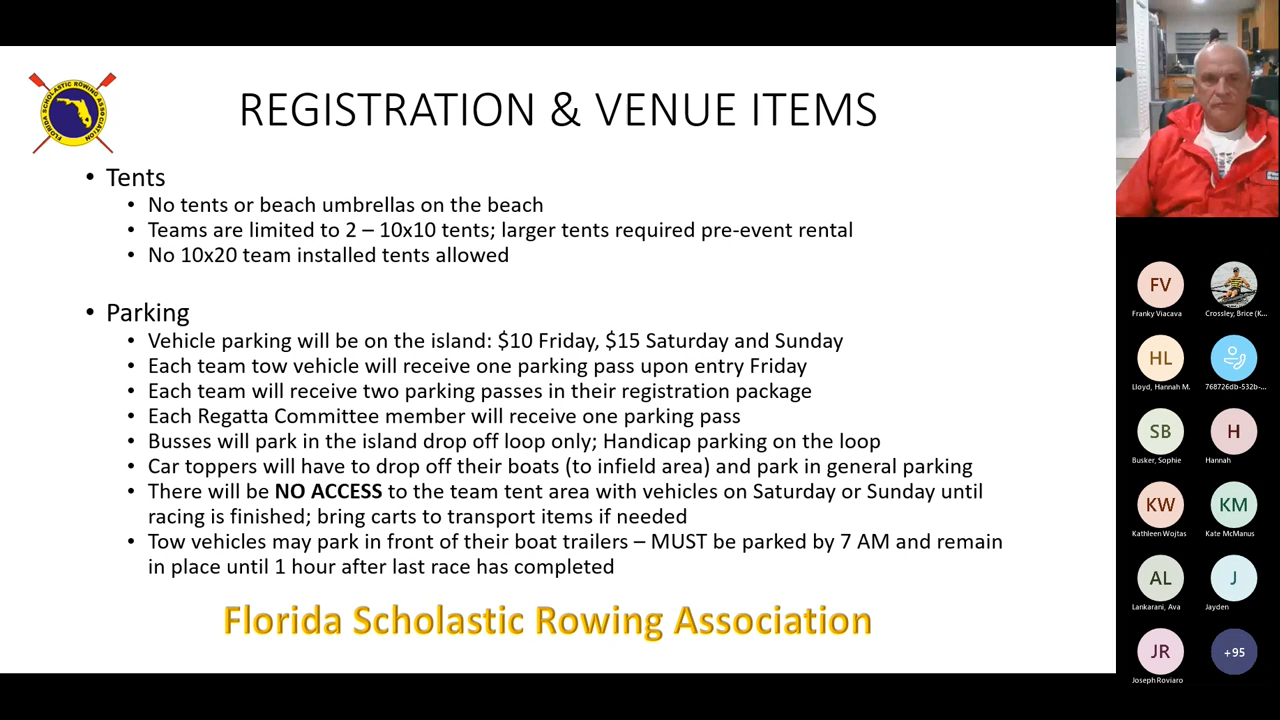 FLORIDA SCHOLASTIC ROWING ASSOCIATION
REGISTRATION & VENUE ITEMS
• Tents
• No tents or beach umbrellas on the beach
• Teams are limited to 2 – 10x10 tents; larger tents required pre-event rental
• No 10x20 team installed tents allowed
• Parking
• Vehicle parking will be on the island: $10 Friday, $15 Saturday and Sunday
• Each team tow vehicle will receive one parking pass upon entry Friday
• Each team will receive two parking passes in their registration package
• Each Regatta Committee member will receive one parking pass
• Busses will park in the island drop off loop only; Handicap parking on the loop
• Car toppers will have to drop off their boats (to infield area) and park in general parking
• There will be NO ACCESS to the team tent area with vehicles on Saturday or Sunday until
racing is finished; bring carts to transport items if needed
• Tow vehicles may park in front of their boat trailers – MUST be parked by 7 AM and remain
in place until 1 hour after last race has completed
Florida Scholastic Rowing Association
FV
Franky Viacava
Crossley, Brice (K...
HL
Lloyd, Hannah M.
768726db-532b-...
SB
Busker, Sophie
H
Hannah
KW
Kathleen Wojtas
KM
Kate McManus
AL
Lankarani, Ava
J
Jayden
JR
Joseph Roviaro
+95